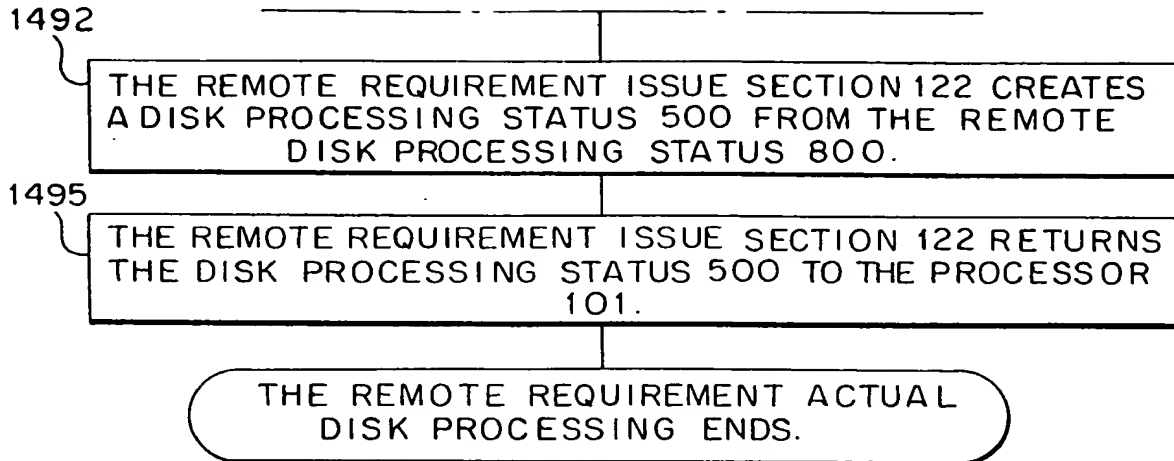 1492
THE REMOTE REQUIREMENT ISSUE SECTION 122 CREATES
A DISK PROCESSING STATUS 500 FROM THE REMOTE
DISK PROCESSING STATUS 800.
1495
THE REMOTE REQUIREMENT ISSUE SECTION 122 RETURNS
THE DISK PROCESSING STATUS 500 TO THE PROCESSOR
101.
THE REMOTE REQUIREMENT ACTUAL
DISK PROCESSING ENDS.